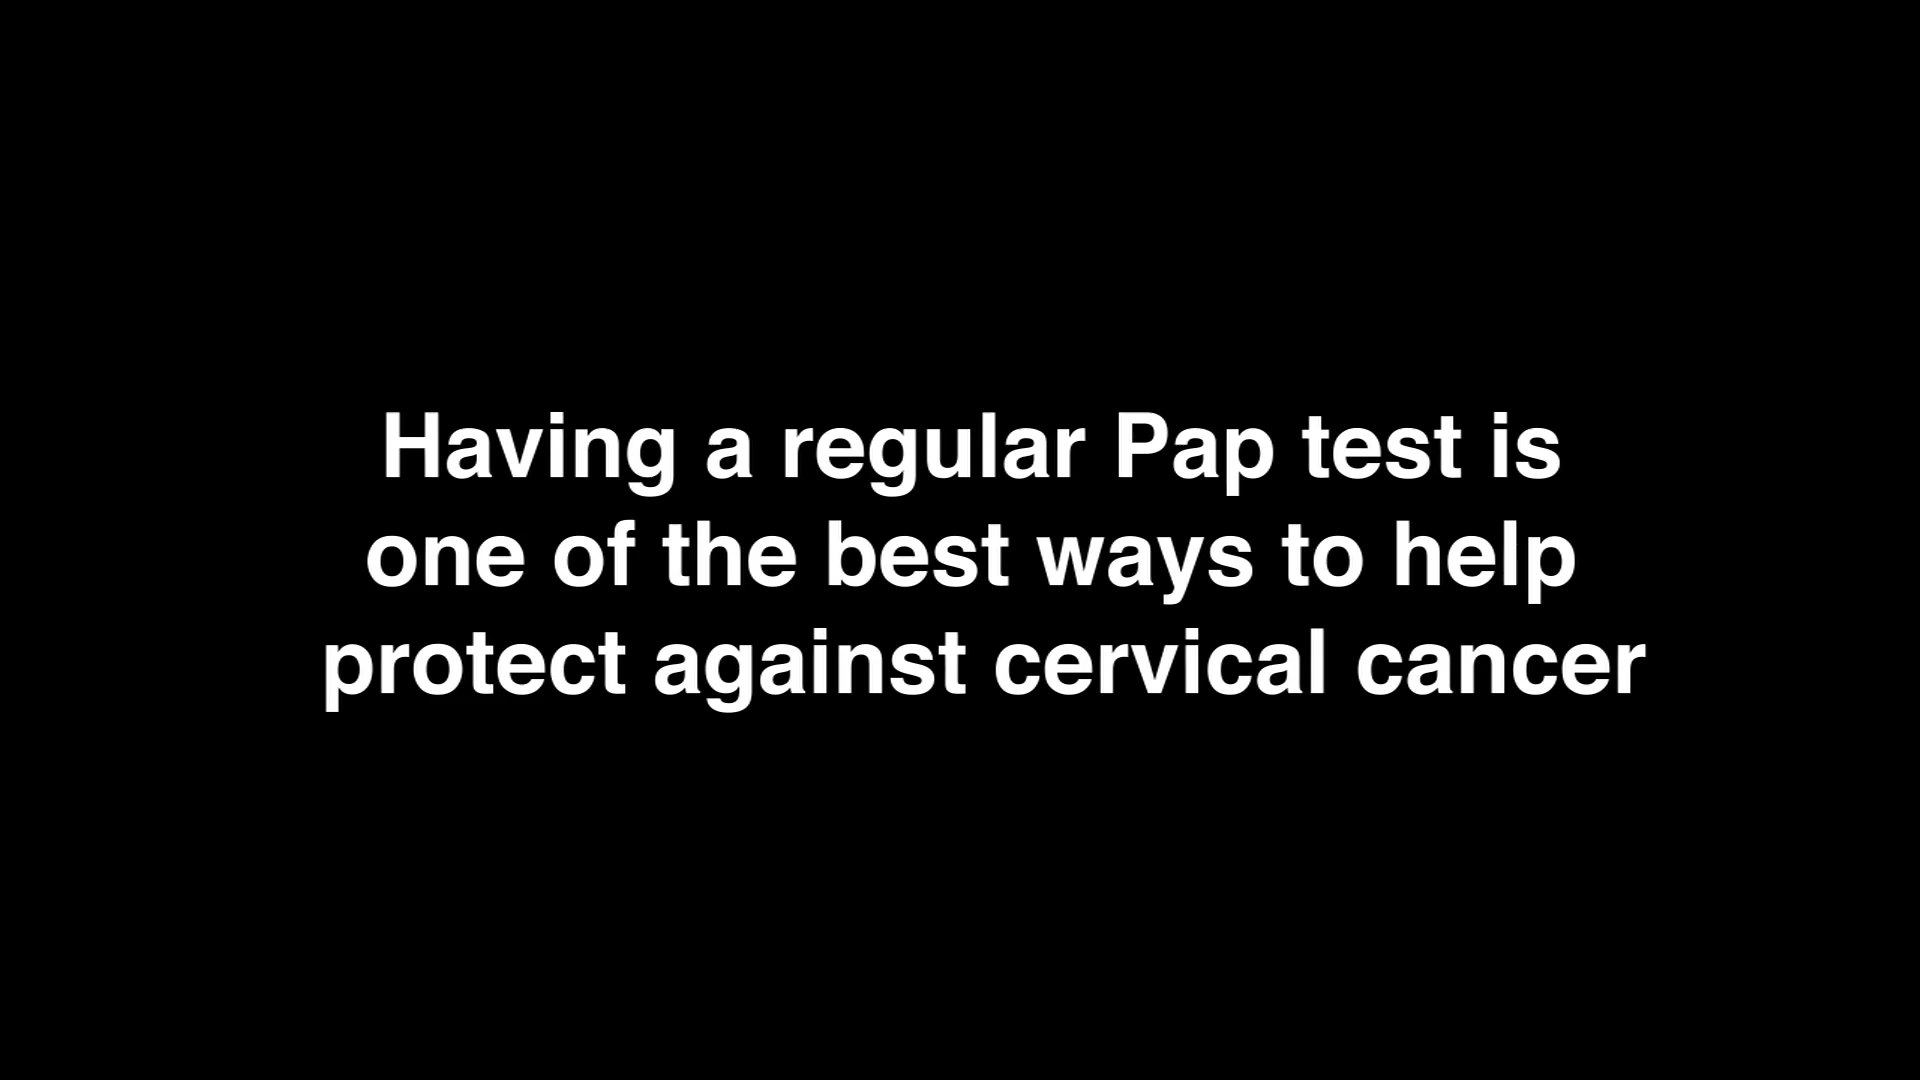 Having a regular Pap test is
one of the best ways to help
protect against cervical cancer